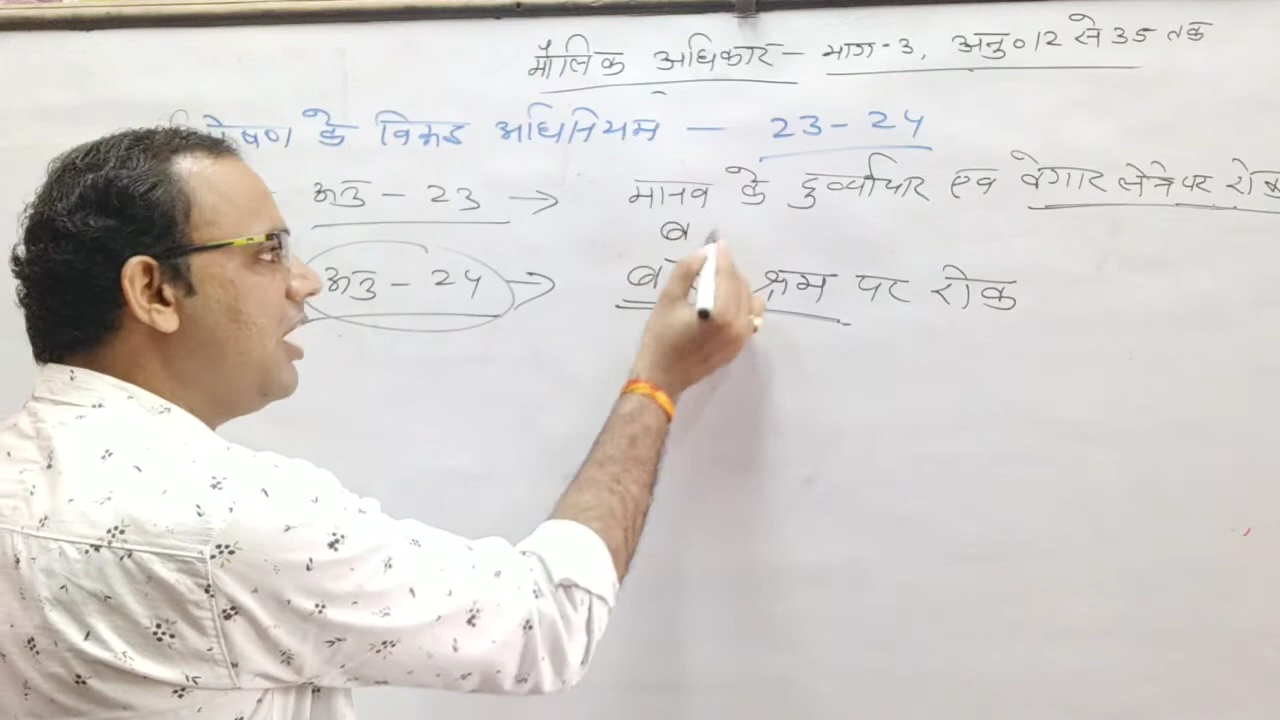 मौलिक अधिकार - भाग-3, अनु० 12 से 35 तक
के विरूद्ध अधिनियम - 23-24
अनु - 23 → मानव के दुर्व्यापार एव बेगार लेने पर रोक
ब
अनु - 24 → श्रम पर रोक